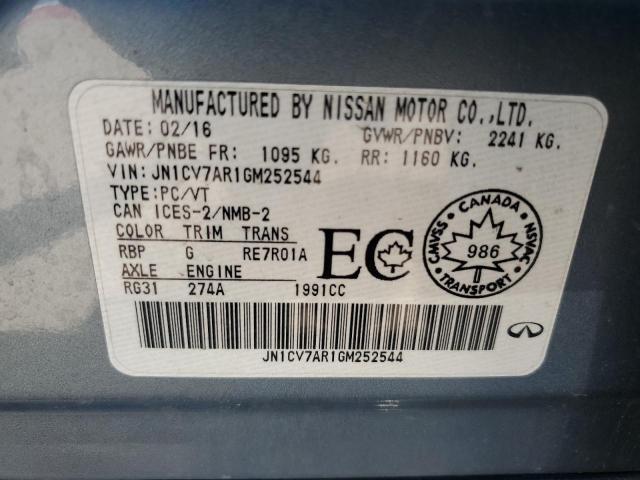 MANUFACTURED BY NISSAN MOTOR CO.,LTD.
DATE: 02/16 GVWR/PNBV: 2241 KG.
GAWR/PNBE FR: 1095 KG. RR: 1160 KG.
VIN: JN1CV7AR1GM252544
TYPE: PC/VT
CAN ICES-2/NMB-2
COLOR TRIM TRANS
RBP G RE7R01A
AXLE ENGINE
RG31 274A 1991CC
EC
CANADA
CMVSS 986 NSVAC
TRANSPORT
JN1CV7AR1GM252544